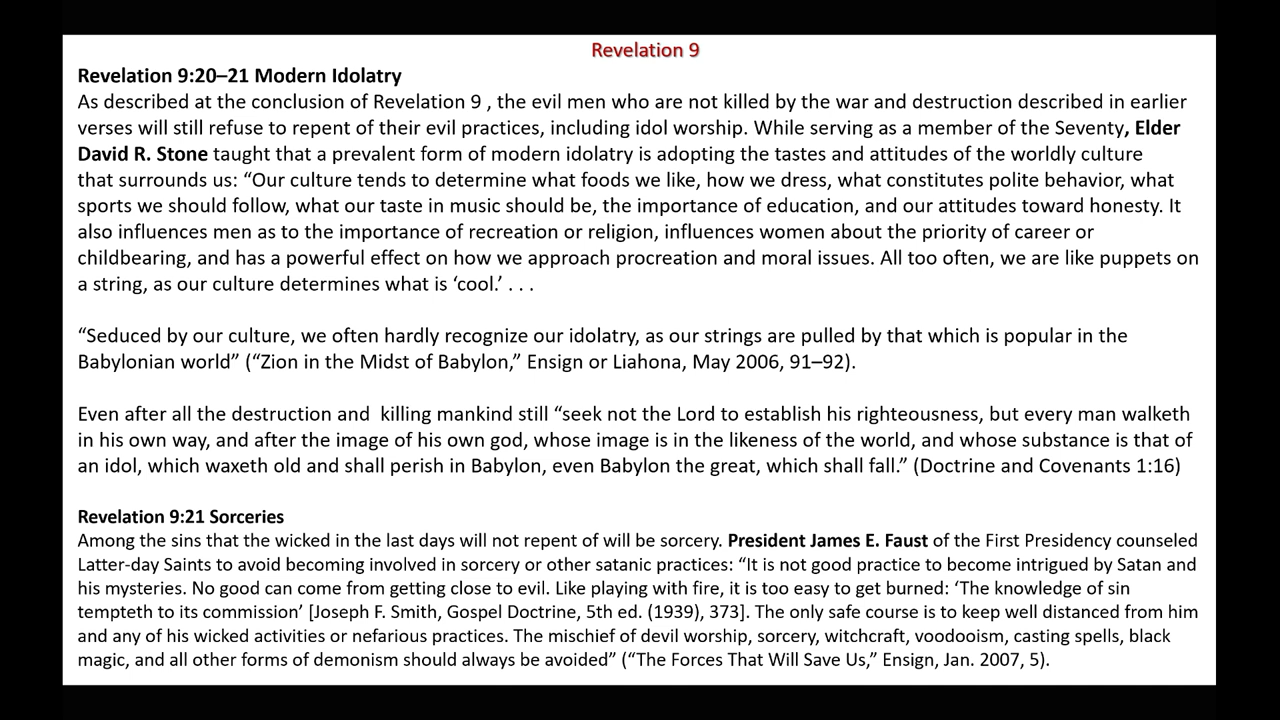 Revelation 9
Revelation 9:20–21 Modern Idolatry
As described at the conclusion of Revelation 9 , the evil men who are not killed by the war and destruction described in earlier
verses will still refuse to repent of their evil practices, including idol worship. While serving as a member of the Seventy, Elder
David R. Stone taught that a prevalent form of modern idolatry is adopting the tastes and attitudes of the worldly culture
that surrounds us: “Our culture tends to determine what foods we like, how we dress, what constitutes polite behavior, what
sports we should follow, what our taste in music should be, the importance of education, and our attitudes toward honesty. It
also influences men as to the importance of recreation or religion, influences women about the priority of career or
childbearing, and has a powerful effect on how we approach procreation and moral issues. All too often, we are like puppets on
a string, as our culture determines what is ‘cool.’ . . .
“Seduced by our culture, we often hardly recognize our idolatry, as our strings are pulled by that which is popular in the
Babylonian world” (“Zion in the Midst of Babylon,” Ensign or Liahona, May 2006, 91–92).
Even after all the destruction and  killing mankind still “seek not the Lord to establish his righteousness, but every man walketh
in his own way, and after the image of his own god, whose image is in the likeness of the world, and whose substance is that of
an idol, which waxeth old and shall perish in Babylon, even Babylon the great, which shall fall.” (Doctrine and Covenants 1:16)
Revelation 9:21 Sorceries
Among the sins that the wicked in the last days will not repent of will be sorcery. President James E. Faust of the First Presidency counseled
Latter-day Saints to avoid becoming involved in sorcery or other satanic practices: “It is not good practice to become intrigued by Satan and
his mysteries. No good can come from getting close to evil. Like playing with fire, it is too easy to get burned: ‘The knowledge of sin
tempteth to its commission’ [Joseph F. Smith, Gospel Doctrine, 5th ed. (1939), 373]. The only safe course is to keep well distanced from him
and any of his wicked activities or nefarious practices. The mischief of devil worship, sorcery, witchcraft, voodooism, casting spells, black
magic, and all other forms of demonism should always be avoided” (“The Forces That Will Save Us,” Ensign, Jan. 2007, 5).